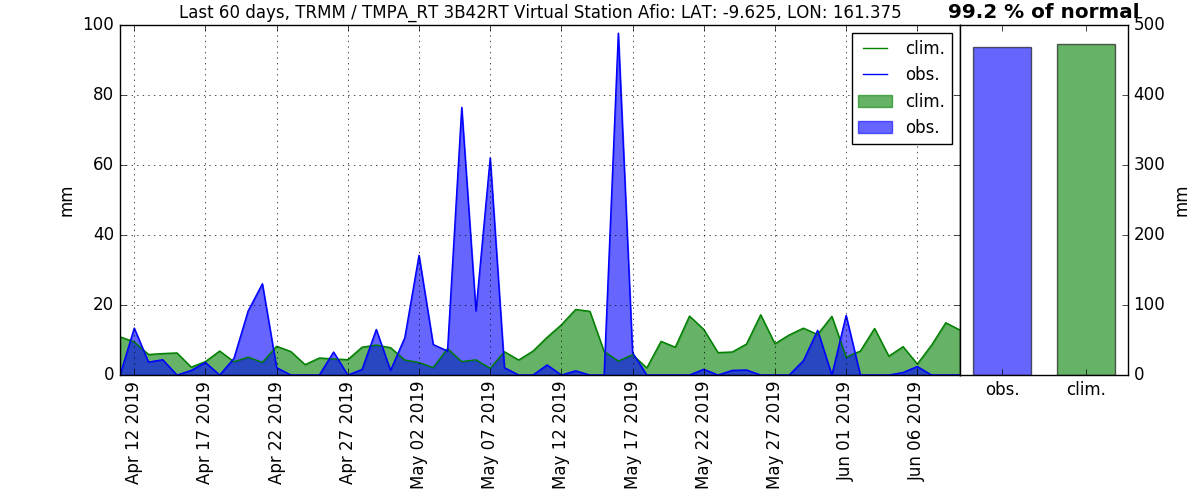 Last 60 days, TRMM / TMPA_RT 3B42RT Virtual Station Afio: LAT: -9.625, LON: 161.375
99.2 % of normal
100
80
60
40
20
0
mm
clim.
obs.
clim.
obs.
500
400
300
200
100
0
mm
Apr 12 2019
Apr 17 2019
Apr 22 2019
Apr 27 2019
May 02 2019
May 07 2019
May 12 2019
May 17 2019
May 22 2019
May 27 2019
Jun 01 2019
Jun 06 2019
obs.
clim.